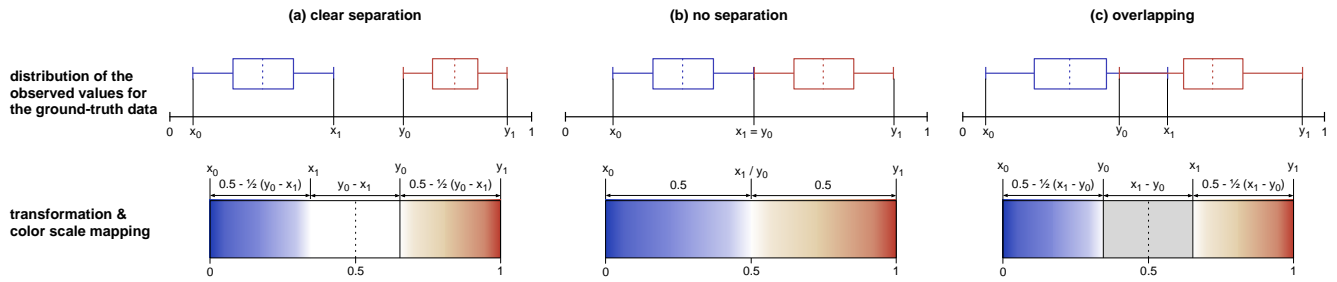 (a) clear separation
(b) no separation
(c) overlapping
distribution of the
observed values for
the ground-truth data
0 x₀ x₁ y₀ y₁ 1
0 x₀ x₁ = y₀ y₁ 1
0 x₀ y₀ x₁ y₁ 1
transformation &
color scale mapping
x₀ x₁ y₀ y₁
0.5 - ½ (y₀ - x₁) y₀ - x₁ 0.5 - ½ (y₀ - x₁)
0 0.5 1
x₀ x₁ / y₀ y₁
0.5 0.5
0 0.5 1
x₀ y₀ x₁ y₁
0.5 - ½ (x₁ - y₀) x₁ - y₀ 0.5 - ½ (x₁ - y₀)
0 0.5 1